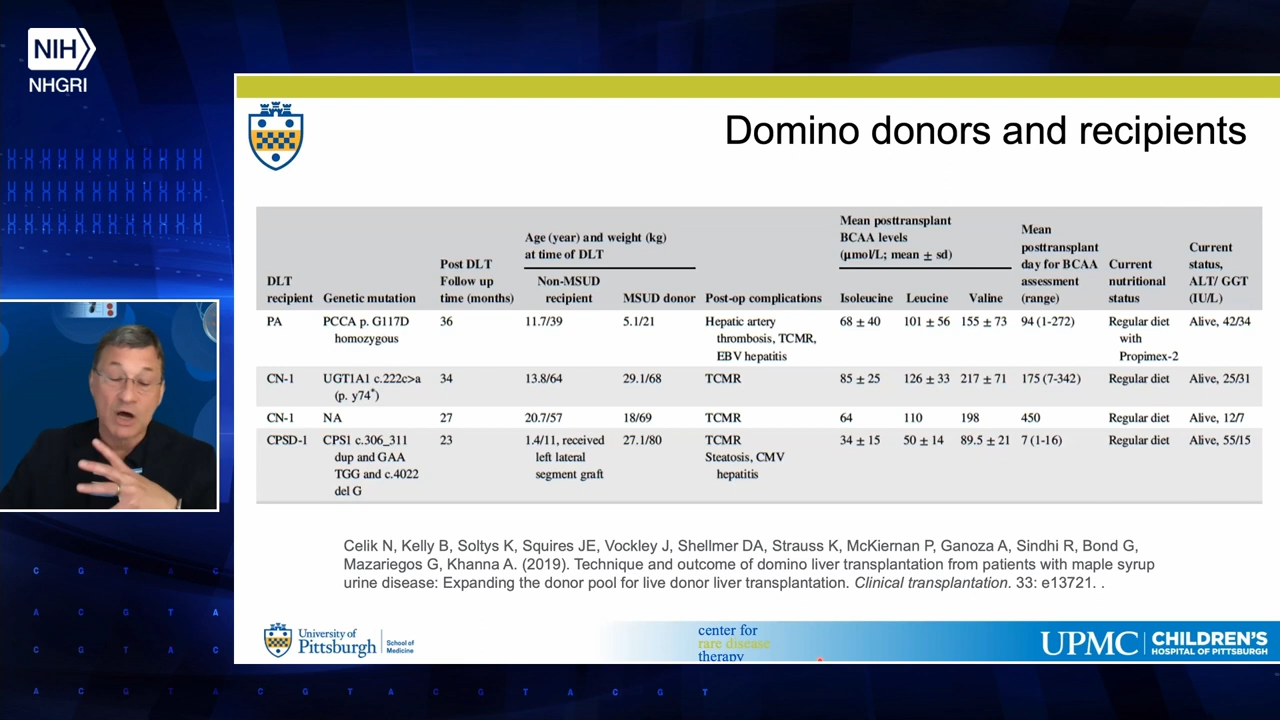 NIH
NHGRI
Domino donors and recipients
DLT
recipient
Genetic mutation
Post DLT
Follow up
time (months)
Age (year) and weight (kg)
at time of DLT
Non-MSUD
recipient
MSUD donor
Post-op complications
Mean posttransplant
BCAA levels
(μmol/L; mean ± sd)
Isoleucine
Leucine
Valine
Mean
posttransplant
day for BCAA
assessment
(range)
Current
nutritional
status
Current
status,
ALT/ GGT
(IU/L)
PA PCCA p. G117D 36 11.7/39 5.1/21 Hepatic artery 68 ± 40 101 ± 56 155 ± 73 94 (1-272) Regular diet Alive, 42/34
homozygous thrombosis, TCMR, with
EBV hepatitis Propimex-2
CN-1 UGT1A1 c.222c>a 34 13.8/64 29.1/68 TCMR 85 ± 25 126 ± 33 217 ± 71 175 (7-342) Regular diet Alive, 25/31
(p. y74*)
CN-1 NA 27 20.7/57 18/69 TCMR 64 110 198 450 Regular diet Alive, 12/7
CPSD-1 CPS1 c.306_311 23 1.4/11, received 27.1/80 TCMR 34 ± 15 50 ± 14 89.5 ± 21 7 (1-16) Regular diet Alive, 55/15
dup and GAA left lateral Steatosis, CMV
TGG and c.4022 segment graft hepatitis
del G
Celik N, Kelly B, Soltys K, Squires JE, Vockley J, Shellmer DA, Strauss K, McKiernan P, Ganoza A, Sindhi R, Bond G,
Mazariegos G, Khanna A. (2019). Technique and outcome of domino liver transplantation from patients with maple syrup
urine disease: Expanding the donor pool for live donor liver transplantation. Clinical transplantation. 33: e13721. .
University of
Pittsburgh
School of
Medicine
center for
rare disease
therapy
UPMC
CHILDREN'S
HOSPITAL OF PITTSBURGH
C G T A C
A C G T A
C G T A C
A C G T A C G T A C G T A C G T